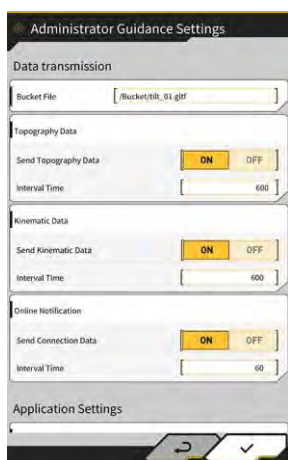 Administrator Guidance Settings
Data transmission
Bucket File [ /Bucket/tilt_01.gltf ]
Topography Data
Send Topography Data [ ON OFF ]
Interval Time [ 600 ]
Kinematic Data
Send Kinematic Data [ ON OFF ]
Interval Time [ 600 ]
Online Notification
Send Connection Data [ ON OFF ]
Interval Time [ 60 ]
Application Settings